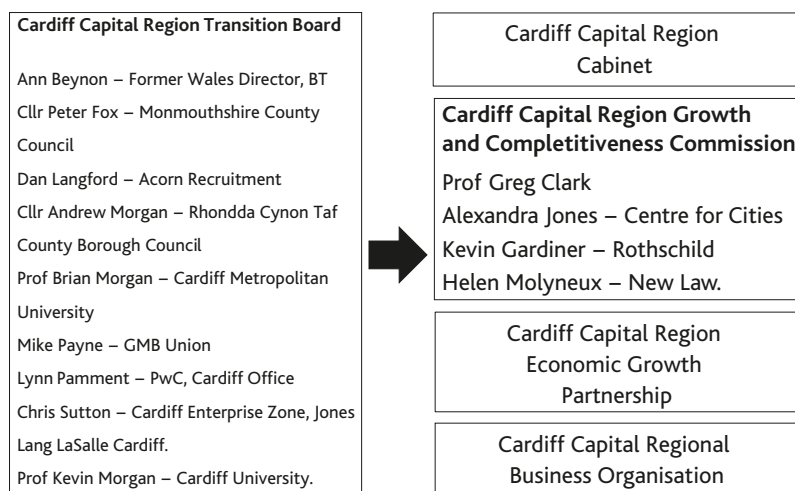 Cardiff Capital Region Transition Board
Ann Beynon – Former Wales Director, BT
Cllr Peter Fox – Monmouthshire County
Council
Dan Langford – Acorn Recruitment
Cllr Andrew Morgan – Rhondda Cynon Taf
County Borough Council
Prof Brian Morgan – Cardiff Metropolitan
University
Mike Payne – GMB Union
Lynn Pamment – PwC, Cardiff Office
Chris Sutton – Cardiff Enterprise Zone, Jones
Lang LaSalle Cardiff.
Prof Kevin Morgan – Cardiff University.
Cardiff Capital Region
Cabinet
Cardiff Capital Region Growth
and Completitiveness Commission
Prof Greg Clark
Alexandra Jones – Centre for Cities
Kevin Gardiner – Rothschild
Helen Molyneux – New Law.
Cardiff Capital Region
Economic Growth
Partnership
Cardiff Capital Regional
Business Organisation